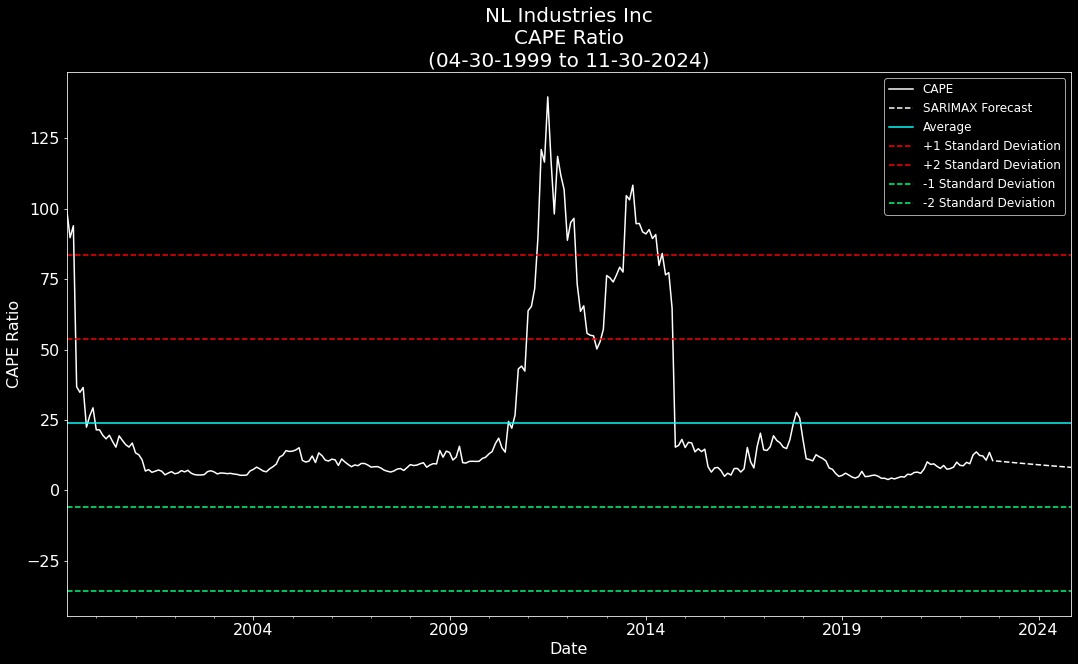 NL Industries Inc
CAPE Ratio
(04-30-1999 to 11-30-2024)
CAPE
SARIMAX Forecast
Average
+1 Standard Deviation
+2 Standard Deviation
-1 Standard Deviation
-2 Standard Deviation
CAPE Ratio
125
100
75
50
25
0
−25
2004
2009
2014
2019
2024
Date